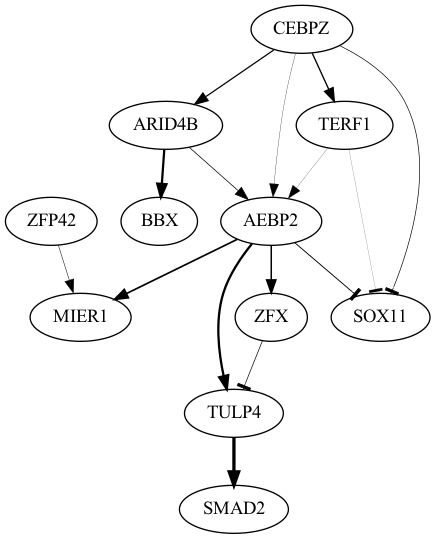 CEBPZ
ARID4B
TERF1
ZFP42
BBX
AEBP2
MIER1
ZFX
SOX11
TULP4
SMAD2